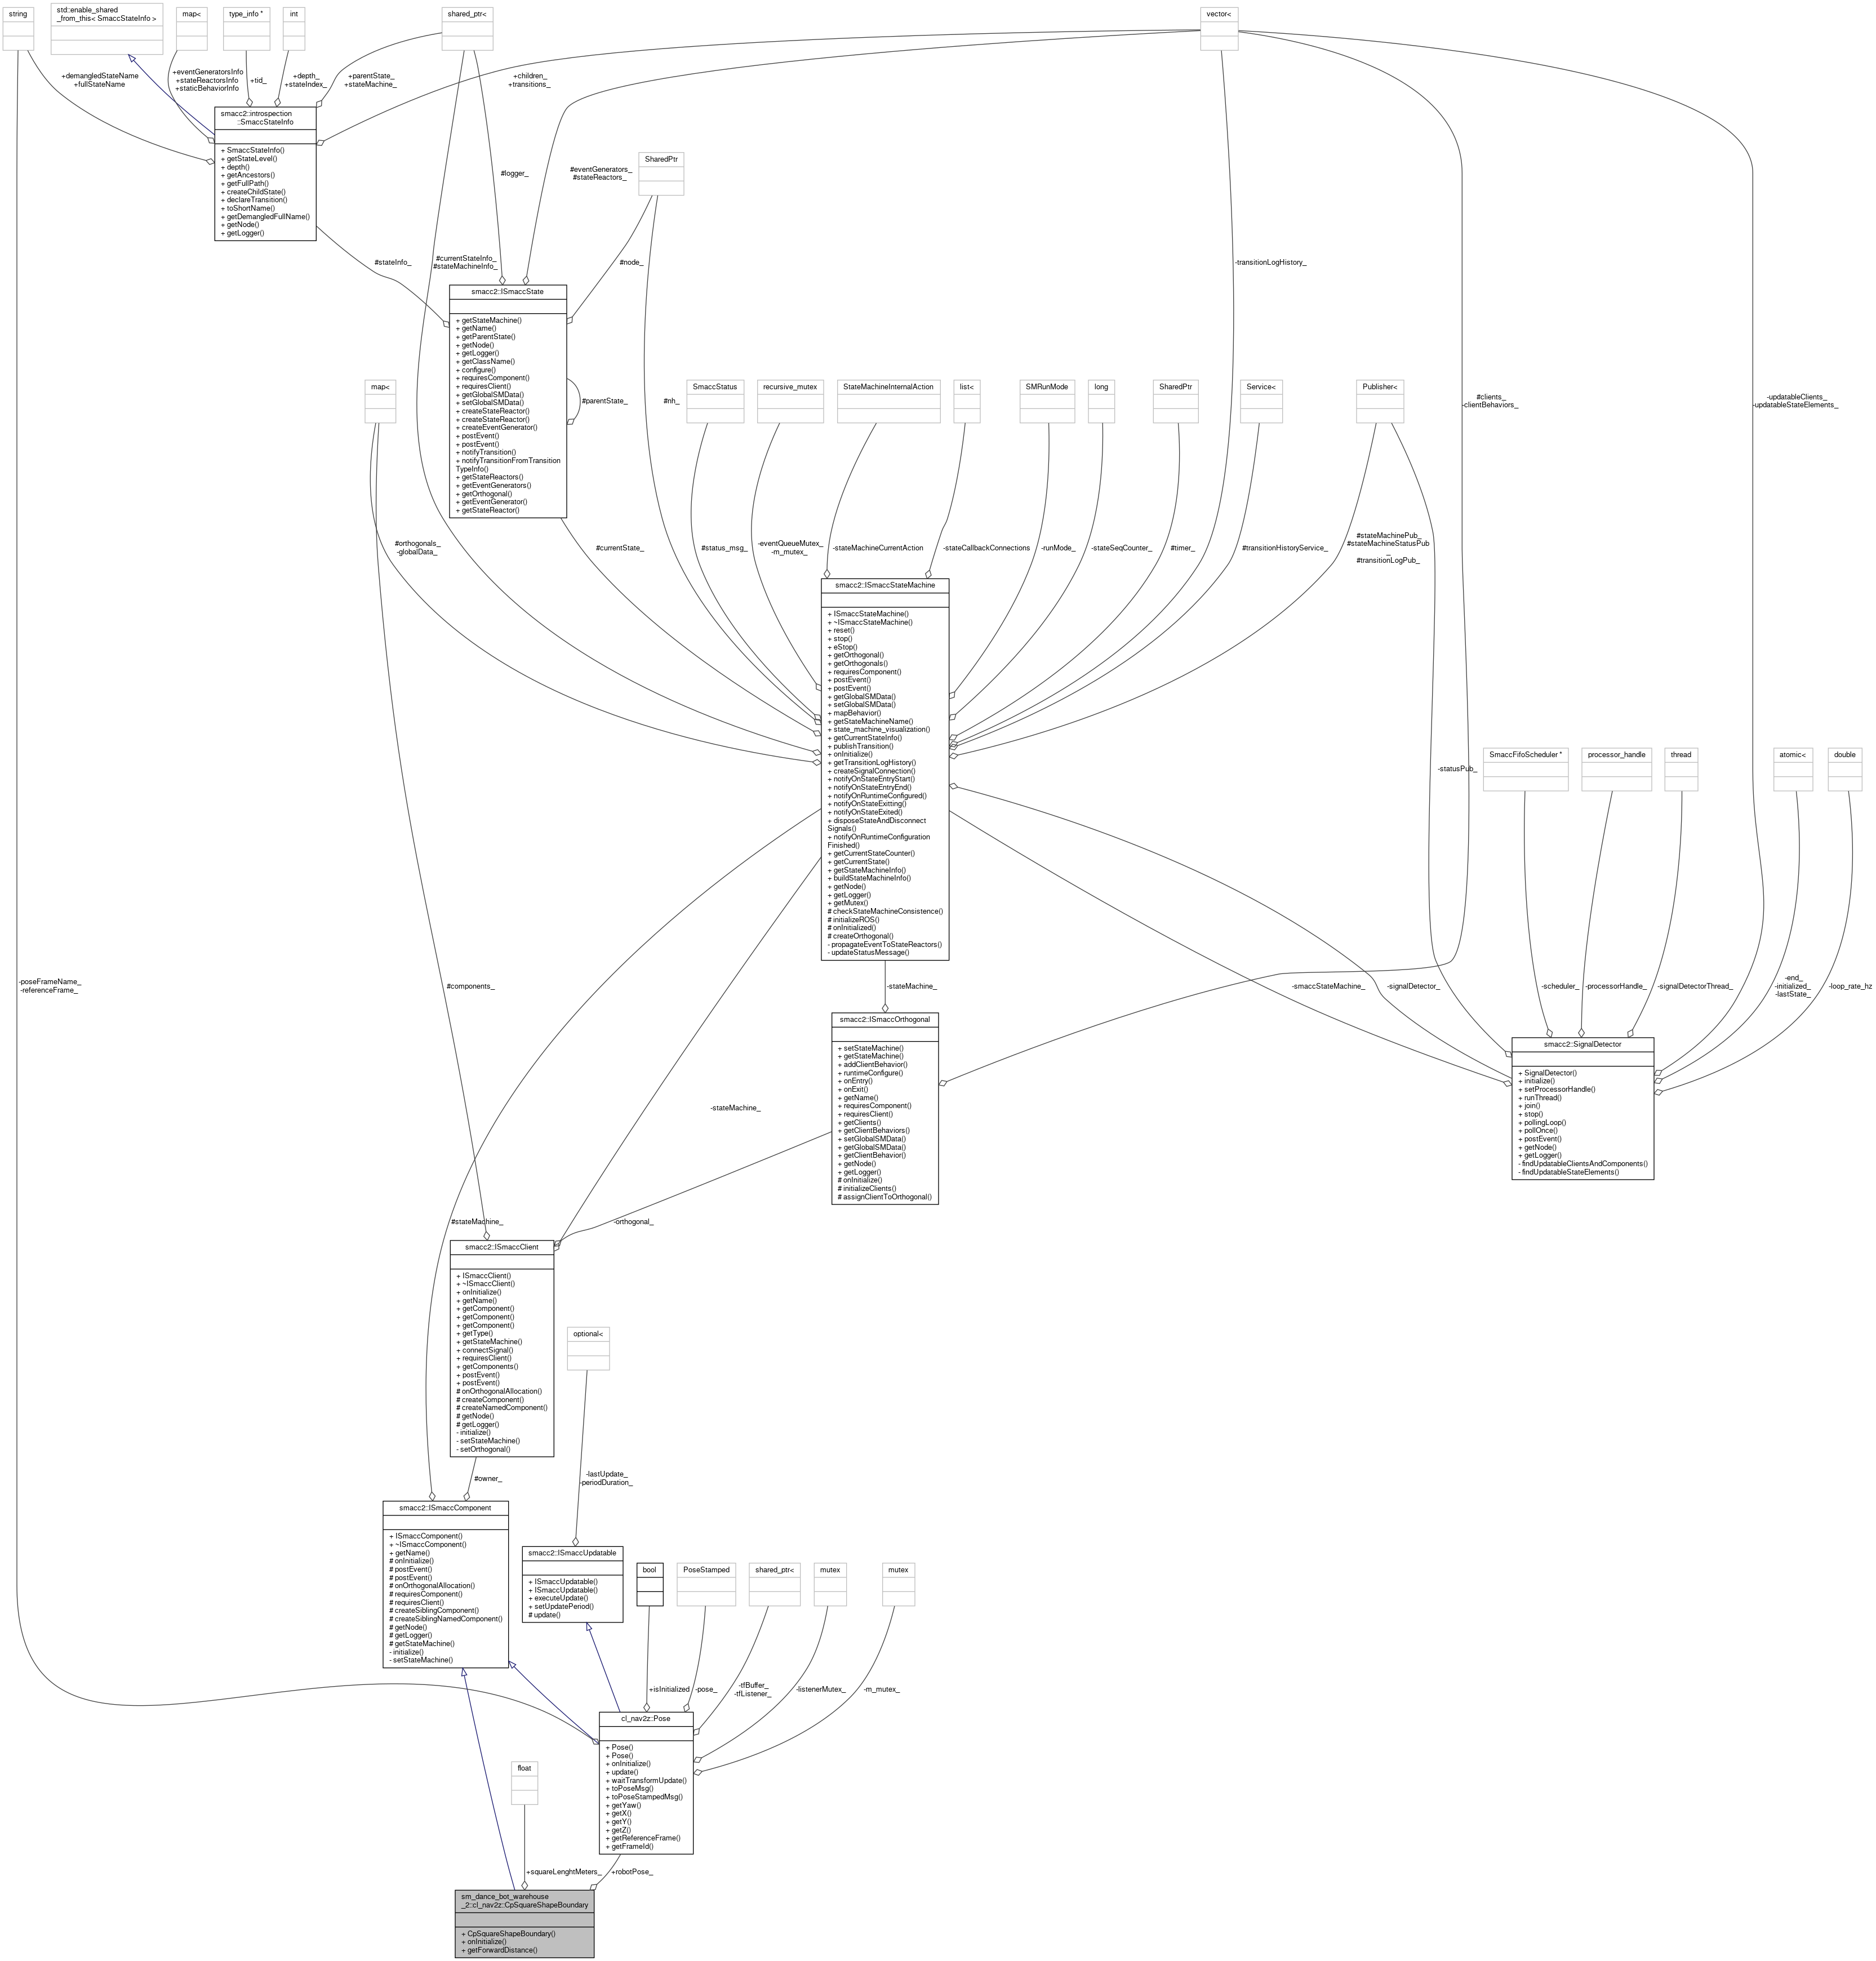 string
std::enable_shared
_from_this< SmaccStateInfo >
map<
type_info *
int
shared_ptr<
vector<
+demangledStateName
+fullStateName
+eventGeneratorsInfo
+stateReactorsInfo
+staticBehaviorInfo
+tid_
+depth_
+stateIndex_
+parentState_
+stateMachine_
+children_
+transitions_
smacc2::introspection
::SmaccStateInfo
+ SmaccStateInfo()
+ getStateLevel()
+ depth()
+ getAncestors()
+ getFullPath()
+ createChildState()
+ declareTransition()
+ toShortName()
+ getDemangledFullName()
+ getNode()
+ getLogger()
#logger_
#eventGenerators_
#stateReactors_
SharedPtr
#stateInfo_
#currentStateInfo_
#stateMachineInfo_
#node_
-transitionLogHistory_
smacc2::ISmaccState
+ getStateMachine()
+ getName()
+ getParentState()
+ getNode()
+ getLogger()
+ getClassName()
+ configure()
+ requiresComponent()
+ requiresClient()
+ getGlobalSMData()
+ setGlobalSMData()
+ createStateReactor()
+ createStateReactor()
+ createEventGenerator()
+ postEvent()
+ postEvent()
+ notifyTransition()
+ notifyTransitionFromTransition
TypeInfo()
+ getStateReactors()
+ getEventGenerators()
+ getOrthogonal()
+ getEventGenerator()
+ getStateReactor()
#parentState_
#nh_
map<
SmaccStatus
recursive_mutex
StateMachineInternalAction
list<
SMRunMode
long
SharedPtr
Service<
Publisher<
#clients_
-clientBehaviors_
-updatableClients_
-updatableStateElements_
#orthogonals_
-globalData_
#currentState_
#status_msg_
-eventQueueMutex_
-m_mutex_
-stateMachineCurrentAction
-stateCallbackConnections
-runMode_
-stateSeqCounter_
#timer_
#transitionHistoryService_
#stateMachinePub_
#stateMachineStatusPub
_
#transitionLogPub_
smacc2::ISmaccStateMachine
+ ISmaccStateMachine()
+ ~ISmaccStateMachine()
+ reset()
+ stop()
+ eStop()
+ getOrthogonal()
+ getOrthogonals()
+ requiresComponent()
+ postEvent()
+ postEvent()
+ getGlobalSMData()
+ setGlobalSMData()
+ mapBehavior()
+ getStateMachineName()
+ state_machine_visualization()
+ getCurrentStateInfo()
+ publishTransition()
+ onInitialize()
+ getTransitionLogHistory()
+ createSignalConnection()
+ notifyOnStateEntryStart()
+ notifyOnStateEntryEnd()
+ notifyOnRuntimeConfigured()
+ notifyOnStateExitting()
+ notifyOnStateExited()
+ disposeStateAndDisconnect
Signals()
+ notifyOnRuntimeConfiguration
Finished()
+ getCurrentStateCounter()
+ getCurrentState()
+ getStateMachineInfo()
+ buildStateMachineInfo()
+ getNode()
+ getLogger()
+ getMutex()
# checkStateMachineConsistence()
# initializeROS()
# onInitialized()
# createOrthogonal()
- propagateEventToStateReactors()
- updateStatusMessage()
-statusPub_
SmaccFifoScheduler *
processor_handle
thread
atomic<
double
-poseFrameName_
-referenceFrame_
#components_
-stateMachine_
-smaccStateMachine_
-signalDetector_
-scheduler_
-processorHandle_
-signalDetectorThread_
-end_
-initialized_
-lastState_
-loop_rate_hz
smacc2::ISmaccOrthogonal
+ setStateMachine()
+ getStateMachine()
+ addClientBehavior()
+ runtimeConfigure()
+ onEntry()
+ onExit()
+ getName()
+ requiresComponent()
+ requiresClient()
+ getClients()
+ getClientBehaviors()
+ setGlobalSMData()
+ getGlobalSMData()
+ getClientBehavior()
+ getNode()
+ getLogger()
# onInitialize()
# initializeClients()
# assignClientToOrthogonal()
smacc2::SignalDetector
+ SignalDetector()
+ initialize()
+ setProcessorHandle()
+ runThread()
+ join()
+ stop()
+ pollingLoop()
+ pollOnce()
+ postEvent()
+ getNode()
+ getLogger()
- findUpdatableClientsAndComponents()
- findUpdatableStateElements()
-stateMachine_
#stateMachine_
-orthogonal_
smacc2::ISmaccClient
+ ISmaccClient()
+ ~ISmaccClient()
+ onInitialize()
+ getName()
+ getComponent()
+ getComponent()
+ getComponent()
+ getType()
+ getStateMachine()
+ connectSignal()
+ requiresClient()
+ getComponents()
+ postEvent()
+ postEvent()
# onOrthogonalAllocation()
# createComponent()
# createNamedComponent()
# getNode()
# getLogger()
- initialize()
- setStateMachine()
- setOrthogonal()
optional<
#owner_
-lastUpdate_
-periodDuration_
smacc2::ISmaccComponent
+ ISmaccComponent()
+ ~ISmaccComponent()
+ getName()
# onInitialize()
# postEvent()
# postEvent()
# onOrthogonalAllocation()
# requiresComponent()
# requiresClient()
# createSiblingComponent()
# createSiblingNamedComponent()
# getNode()
# getLogger()
# getStateMachine()
- initialize()
- setStateMachine()
smacc2::ISmaccUpdatable
+ ISmaccUpdatable()
+ ISmaccUpdatable()
+ executeUpdate()
+ setUpdatePeriod()
# update()
bool
PoseStamped
shared_ptr<
mutex
mutex
+isInitialized
-pose_
-tfBuffer_
-tfListener_
-listenerMutex_
-m_mutex_
cl_nav2z::Pose
+ Pose()
+ Pose()
+ onInitialize()
+ update()
+ waitTransformUpdate()
+ toPoseMsg()
+ toPoseStampedMsg()
+ getYaw()
+ getX()
+ getY()
+ getZ()
+ getReferenceFrame()
+ getFrameId()
float
+squareLenghtMeters_
+robotPose_
sm_dance_bot_warehouse
_2::cl_nav2z::CpSquareShapeBoundary
+ CpSquareShapeBoundary()
+ onInitialize()
+ getForwardDistance()